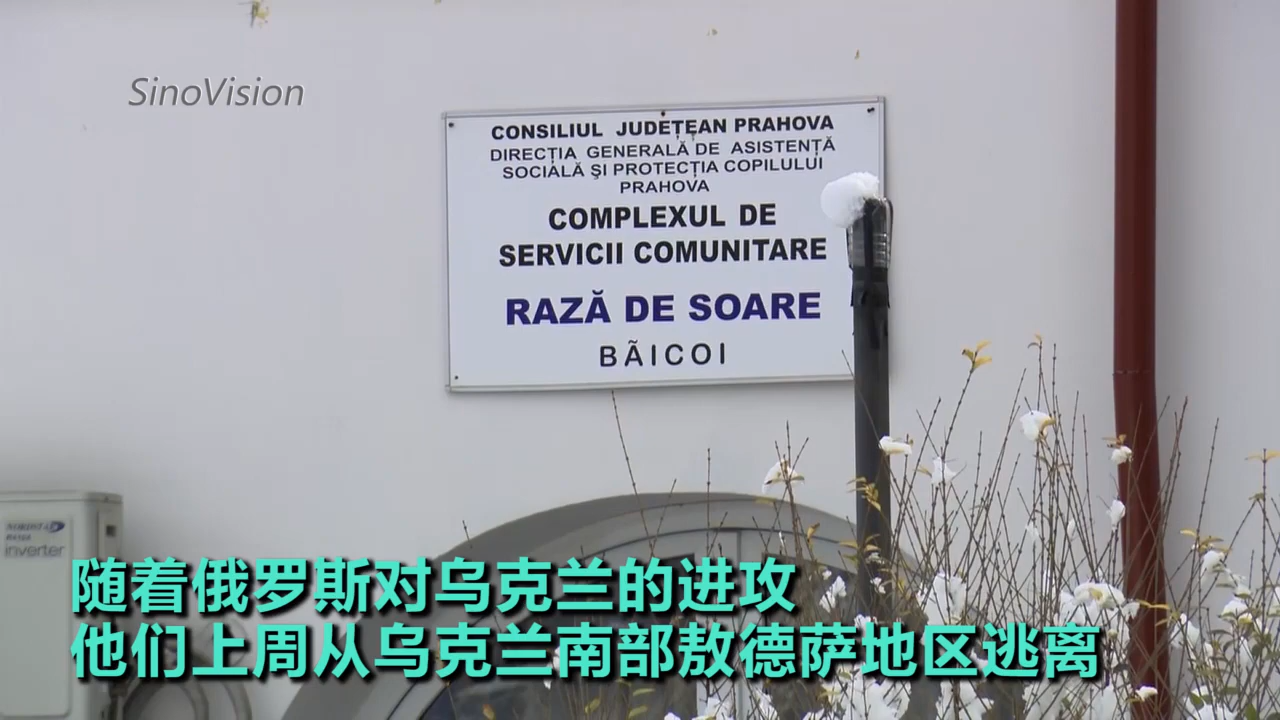 SinoVision
CONSILIUL JUDEȚEAN PRAHOVA
DIRECȚIA GENERALĂ DE ASISTENȚĂ
SOCIALĂ ŞI PROTECȚIA COPILULUI
PRAHOVA
COMPLEXUL DE
SERVICII COMUNITARE
RAZĂ DE SOARE
BÃICOI
inverter
随着俄罗斯对乌克兰的进攻
他们上周从乌克兰南部敖德萨地区逃离